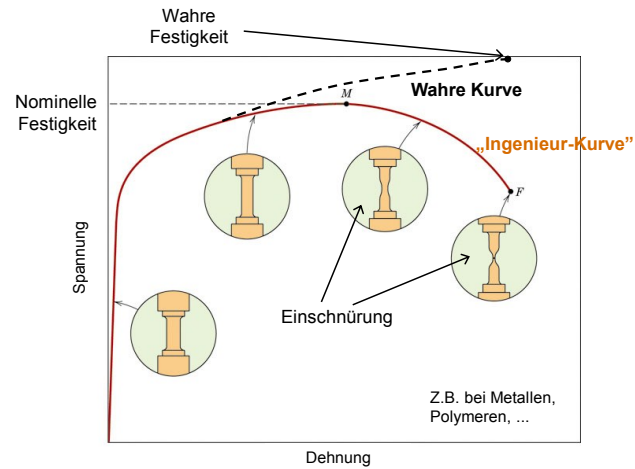 Wahre
Festigkeit
Nominelle
Festigkeit
M
Wahre Kurve
„Ingenieur-Kurve”
F
Spannung
Einschnürung
Z.B. bei Metallen,
Polymeren, ...
Dehnung